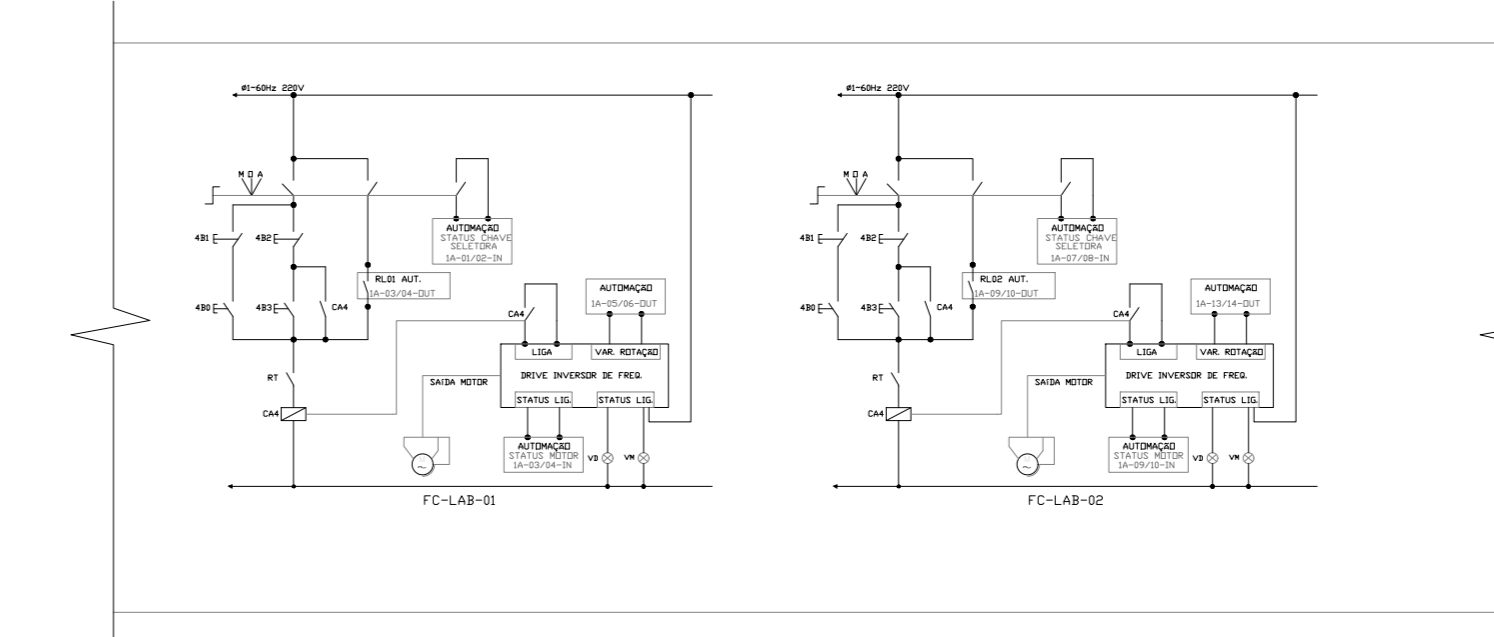 Ø1-60Hz 220V
M O A
4B1
4B2
AUTOMAÇÃO
STATUS CHAVE
SELETORA
1A-01/02-IN
RL01 AUT.
1A-03/04-OUT
AUTOMAÇÃO
1A-05/06-OUT
4B0
4B3
CA4
CA4
LIGA
VAR. ROTAÇÃO
RT
SAÍDA MOTOR
DRIVE INVERSOR DE FREQ.
CA4
STATUS LIG.
STATUS LIG.
AUTOMAÇÃO
STATUS MOTOR
1A-03/04-IN
VD
VM
FC-LAB-01
Ø1-60Hz 220V
M O A
4B1
4B2
AUTOMAÇÃO
STATUS CHAVE
SELETORA
1A-07/08-IN
RL02 AUT.
1A-09/10-OUT
AUTOMAÇÃO
1A-13/14-OUT
4B0
4B3
CA4
CA4
LIGA
VAR. ROTAÇÃO
RT
SAÍDA MOTOR
DRIVE INVERSOR DE FREQ.
CA4
STATUS LIG.
STATUS LIG.
AUTOMAÇÃO
STATUS MOTOR
1A-09/10-IN
VD
VM
FC-LAB-02